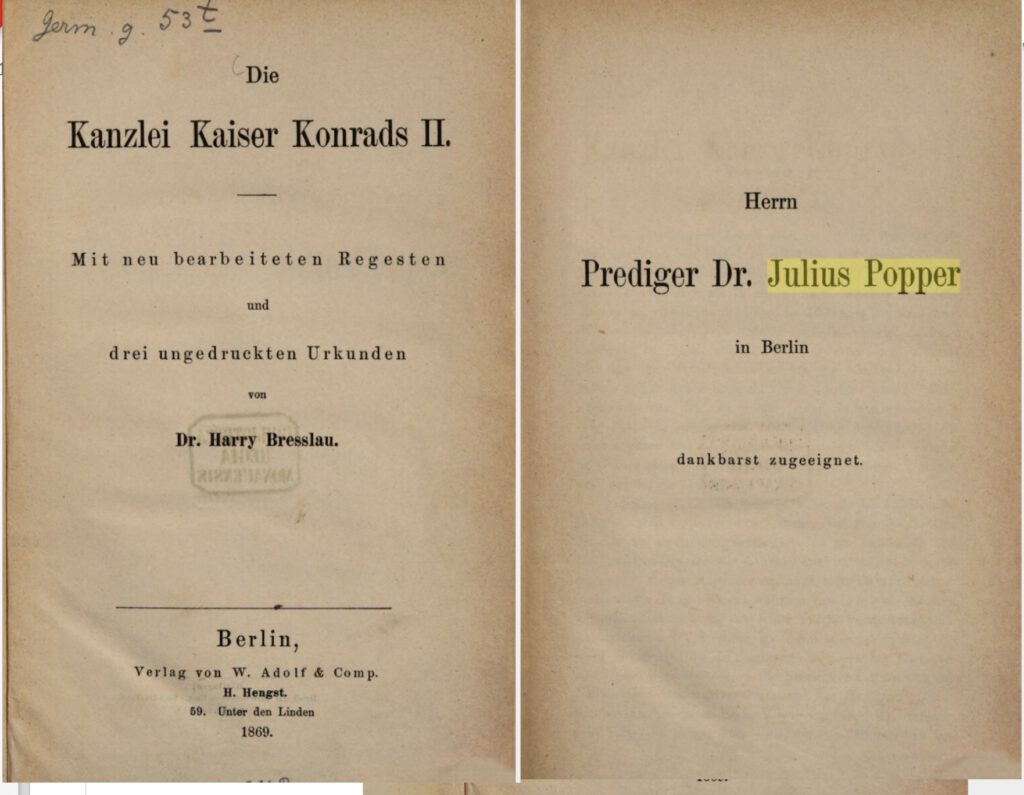 Germ. g. 53 t
Die
Kanzlei Kaiser Konrads II.
Mit neu bearbeiteten Regesten
und
drei ungedruckten Urkunden
von
Dr. Harry Bresslau.
Berlin,
Verlag von W. Adolf & Comp.
H. Hengst.
59. Unter den Linden
1869.
Herrn
Prediger Dr. Julius Popper
in Berlin
dankbarst zugeeignet.